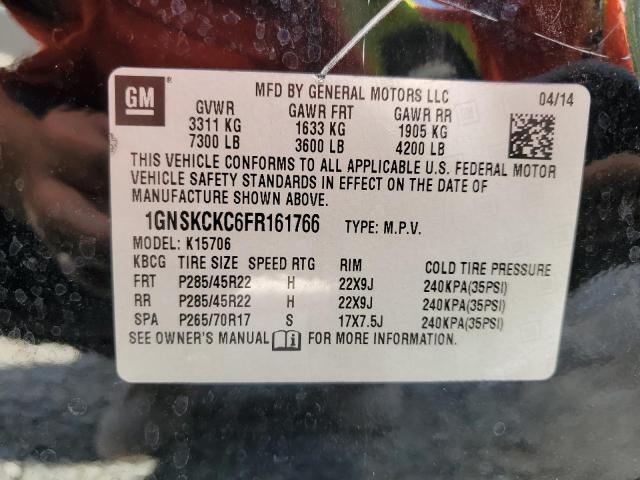 GM
MFD BY GENERAL MOTORS LLC
04/14
GVWR GAWR FRT GAWR RR
3311 KG 1633 KG 1905 KG
7300 LB 3600 LB 4200 LB
THIS VEHICLE CONFORMS TO ALL APPLICABLE U.S. FEDERAL MOTOR
VEHICLE SAFETY STANDARDS IN EFFECT ON THE DATE OF
MANUFACTURE SHOWN ABOVE.
1GNSKCKC6FR161766 TYPE: M.P.V.
MODEL: K15706
KBCG TIRE SIZE SPEED RTG RIM COLD TIRE PRESSURE
FRT P285/45R22 H 22X9J 240KPA(35PSI)
RR P285/45R22 H 22X9J 240KPA(35PSI)
SPA P265/70R17 S 17X7.5J 240KPA(35PSI)
SEE OWNER'S MANUAL FOR MORE INFORMATION.